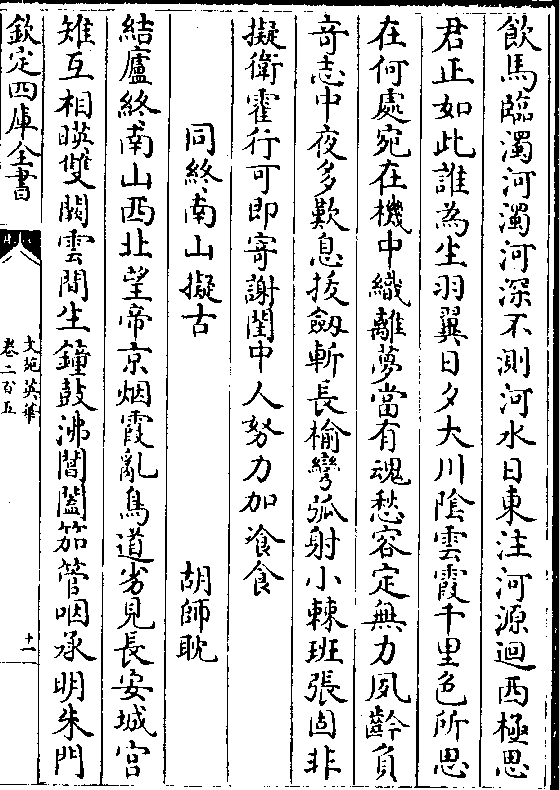 飲馬臨濁河濁河深不測河水日東注河源迴西極思
君正如此誰為生羽翼日夕大川陰雲霞千里色所思
在何處宛在機中織離夢當有魂愁容定無力夙齡負
竒志中夜多歎息拔劔斬長榆彎弧射小棘班張固非
擬衛霍行可即寄謝閨中人努力加飡食
同終南山擬古 胡師耽
結廬終南山西北望帝京烟霞亂鳥道劣見長安城宫
雉互相暎雙闕雲間生鐘鼓沸閶闔笳管咽承明朱門
欽定四庫全書
文苑英華
卷二百五
十一